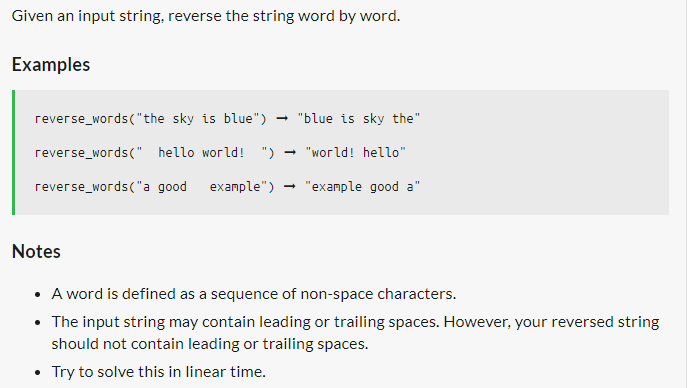 Given an input string, reverse the string word by word.
Examples
reverse_words("the sky is blue") ➞ "blue is sky the"
reverse_words("  hello world!  ") ➞ "world! hello"
reverse_words("a good   example") ➞ "example good a"
Notes
• A word is defined as a sequence of non-space characters.
• The input string may contain leading or trailing spaces. However, your reversed string
should not contain leading or trailing spaces.
• Try to solve this in linear time.